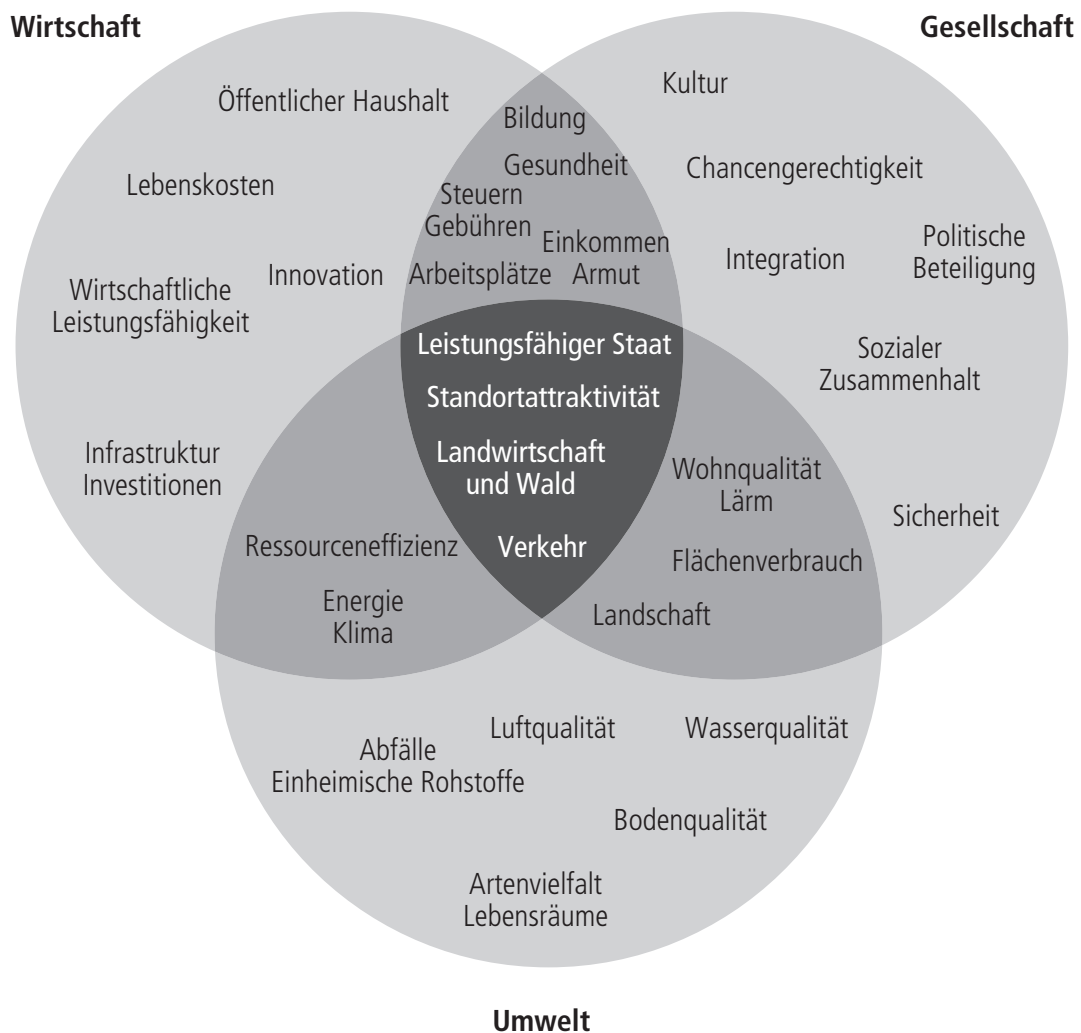 Wirtschaft
Gesellschaft
Öffentlicher Haushalt
Lebenskosten
Innovation
Wirtschaftliche
Leistungsfähigkeit
Infrastruktur
Investitionen
Bildung
Gesundheit
Steuern
Gebühren
Einkommen
Armut
Arbeitsplätze
Kultur
Chancengerechtigkeit
Integration
Politische
Beteiligung
Sozialer
Zusammenhalt
Sicherheit
Leistungsfähiger Staat
Standortattraktivität
Landwirtschaft
und Wald
Verkehr
Wohnqualität
Lärm
Flächenverbrauch
Landschaft
Ressourceneffizienz
Energie
Klima
Luftqualität
Wasserqualität
Abfälle
Einheimische Rohstoffe
Bodenqualität
Artenvielfalt
Lebensräume
Umwelt